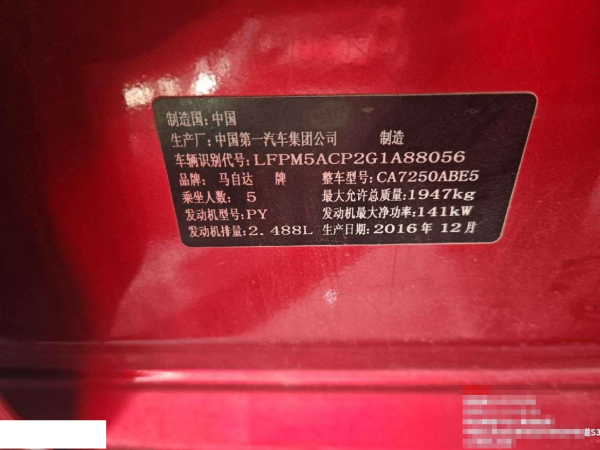 制造国:中国
生产厂:中国第一汽车集团公司 制造
车辆识别代号:LFPM5ACP2G1A88056
品牌: 马自达 牌 整车型号:CA7250ABE5
乘坐人数: 5 最大允许总质量:1947kg
发动机型号:PY 发动机最大净功率:141kW
发动机排量:2.488L 生产日期:2016年 12月